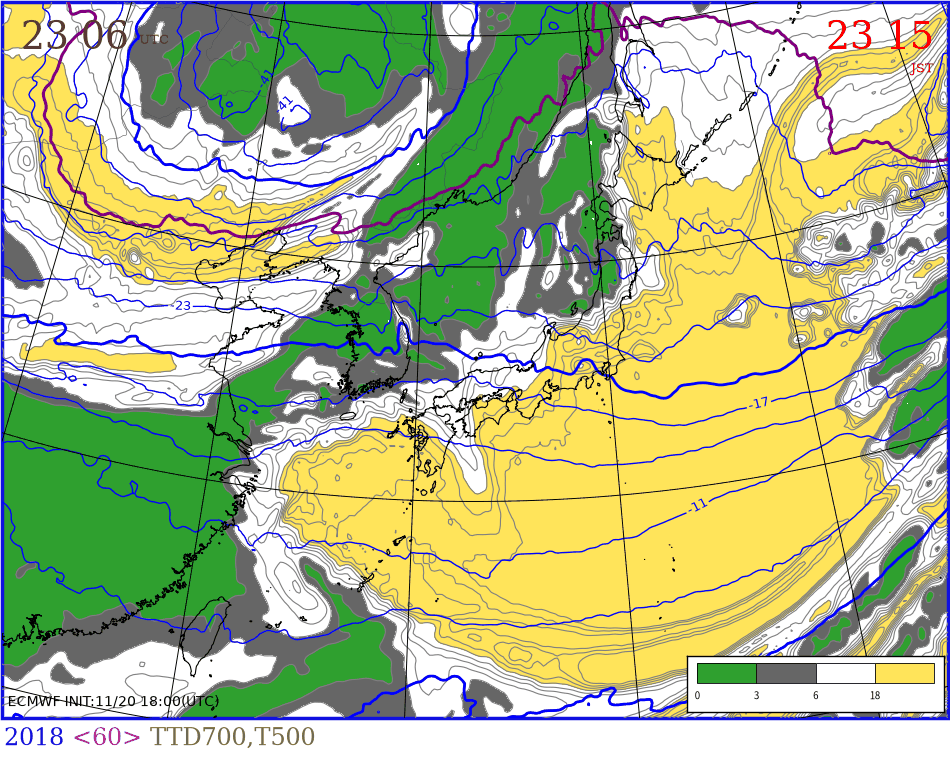 23 06 UTC
23 15
JST
-41
-41
-23
-17
-11
0 3 6 18
ECMWF INIT:11/20 18:00(UTC)
2018 <60> TTD700,T500